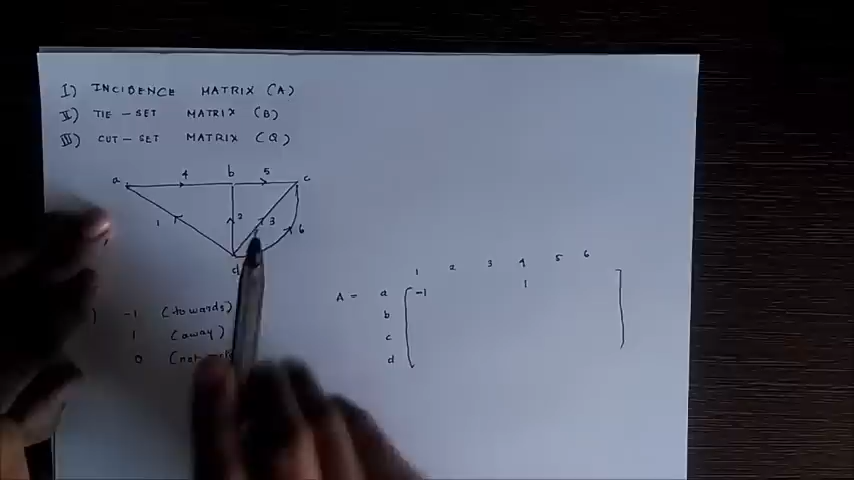 I) INCIDENCE MATRIX (A)
II) TIE-SET MATRIX (B)
III) CUT-SET MATRIX (Q)
a 4 b 5 c
1 2 3 6
d
1 2 3 4 5 6
A = a -1 1
b
c
d
) -1 (towards)
1 (away)
0 (not